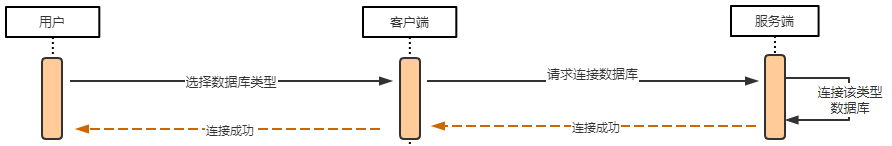 用户
客户端
服务端
选择数据库类型
请求连接数据库
连接该类型
数据库
连接成功
连接成功